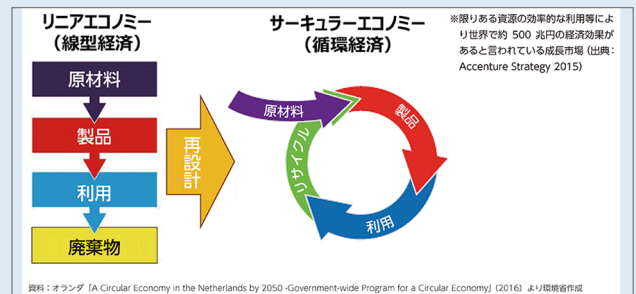 リニアエコノミー
（線型経済）
原材料
製品
利用
廃棄物
再設計
サーキュラーエコノミー
（循環経済）
原材料
製品
利用
リサイクル
※限りある資源の効率的な利用等によ
り世界で約 500 兆円の経済効果が
あると言われている成長市場（出典：
Accenture Strategy 2015）
資料：オランダ「A Circular Economy in the Netherlands by 2050 -Government-wide Program for a Circular Economy」（2016）より環境省作成